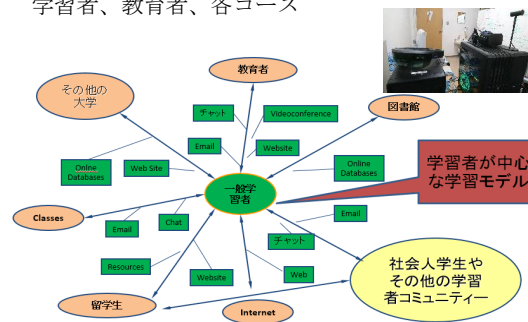 学習者、教育者、各コース
教育者
その他の
大学
図書館
チャット
Videoconference
Email
Website
Online
Databases
Web Site
Online
Databases
一般学
習者
学習者が中心
な学習モデル
Classes
Email
Chat
Email
チャット
Resources
Website
Web
社会人学生や
その他の学習
者コミュニティー
留学生
Internet